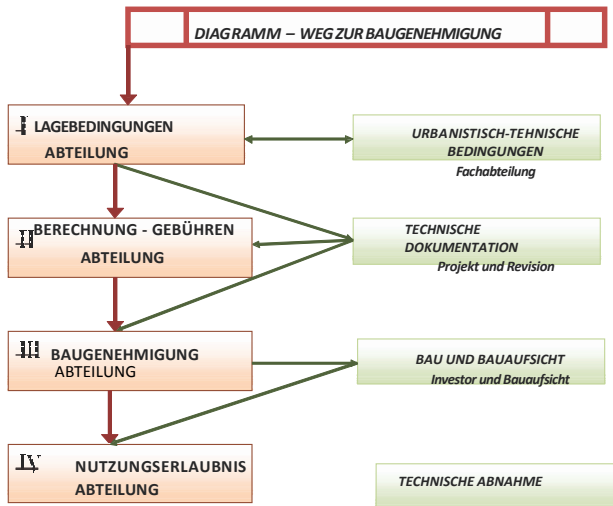 DIAGRAMM – WEG ZUR BAUGENEHMIGUNG
I LAGEBEDINGUNGEN
ABTEILUNG
URBANISTISCH-TEHNISCHE
BEDINGUNGEN
Fachabteilung
II BERECHNUNG - GEBÜHREN
ABTEILUNG
TECHNISCHE
DOKUMENTATION
Projekt und Revision
III BAUGENEHMIGUNG
ABTEILUNG
BAU UND BAUAUFSICHT
Investor und Bauaufsicht
IV NUTZUNGSERLAUBNIS
ABTEILUNG
TECHNISCHE ABNAHME